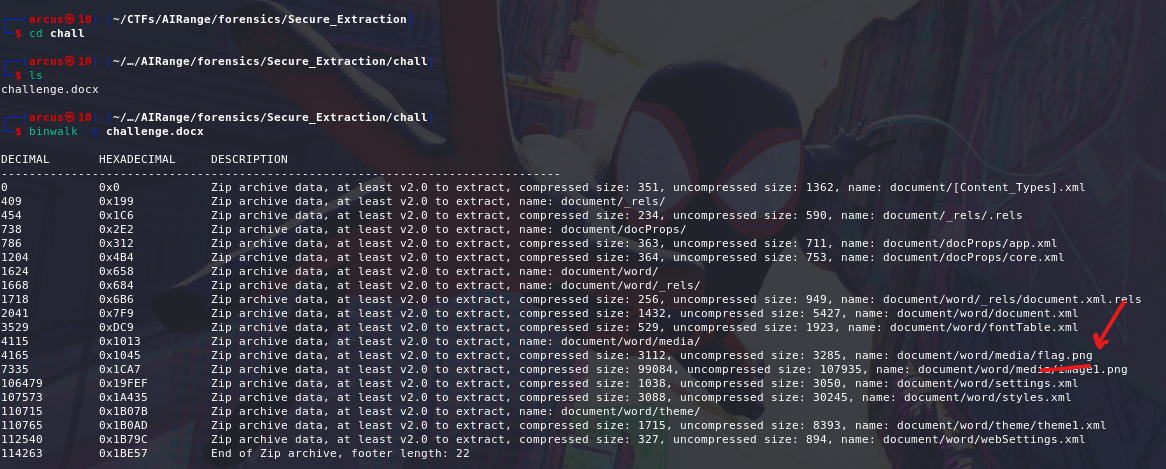 arcus㉿10)-[~/CTFs/AIRange/forensics/Secure_Extraction]
$ cd chall
arcus㉿10)-[~/…/AIRange/forensics/Secure_Extraction/chall]
$ ls
challenge.docx
arcus㉿10)-[~/…/AIRange/forensics/Secure_Extraction/chall]
$ binwalk -e challenge.docx
DECIMAL HEXADECIMAL DESCRIPTION
--------------------------------------------------------------------------------
0 0x0 Zip archive data, at least v2.0 to extract, compressed size: 351, uncompressed size: 1362, name: document/[Content_Types].xml
409 0x199 Zip archive data, at least v2.0 to extract, name: document/_rels/
454 0x1C6 Zip archive data, at least v2.0 to extract, compressed size: 234, uncompressed size: 590, name: document/_rels/.rels
738 0x2E2 Zip archive data, at least v2.0 to extract, name: document/docProps/
786 0x312 Zip archive data, at least v2.0 to extract, compressed size: 363, uncompressed size: 711, name: document/docProps/app.xml
1204 0x4B4 Zip archive data, at least v2.0 to extract, compressed size: 364, uncompressed size: 753, name: document/docProps/core.xml
1624 0x658 Zip archive data, at least v2.0 to extract, name: document/word/
1668 0x684 Zip archive data, at least v2.0 to extract, name: document/word/_rels/
1718 0x6B6 Zip archive data, at least v2.0 to extract, compressed size: 256, uncompressed size: 949, name: document/word/_rels/document.xml.rels
2041 0x7F9 Zip archive data, at least v2.0 to extract, compressed size: 1432, uncompressed size: 5427, name: document/word/document.xml
3529 0xDC9 Zip archive data, at least v2.0 to extract, compressed size: 529, uncompressed size: 1923, name: document/word/fontTable.xml
4115 0x1013 Zip archive data, at least v2.0 to extract, name: document/word/media/
4165 0x1045 Zip archive data, at least v2.0 to extract, compressed size: 3112, uncompressed size: 3285, name: document/word/media/flag.png
7335 0x1CA7 Zip archive data, at least v2.0 to extract, compressed size: 99084, uncompressed size: 107935, name: document/word/media/image1.png
106479 0x19FEF Zip archive data, at least v2.0 to extract, compressed size: 1038, uncompressed size: 3050, name: document/word/settings.xml
107573 0x1A435 Zip archive data, at least v2.0 to extract, compressed size: 3088, uncompressed size: 30245, name: document/word/styles.xml
110715 0x1B07B Zip archive data, at least v2.0 to extract, name: document/word/theme/
110765 0x1B0AD Zip archive data, at least v2.0 to extract, compressed size: 1715, uncompressed size: 8393, name: document/word/theme/theme1.xml
112540 0x1B79C Zip archive data, at least v2.0 to extract, compressed size: 327, uncompressed size: 894, name: document/word/webSettings.xml
114263 0x1BE57 End of Zip archive, footer length: 22